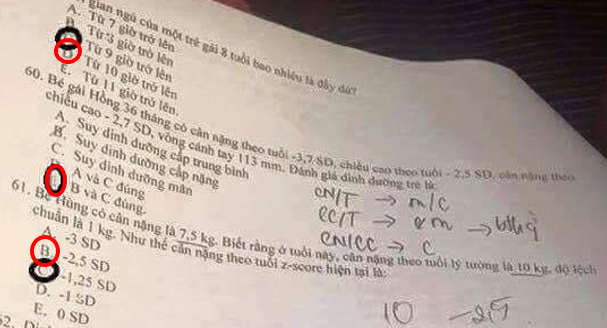 gian ngủ của một trẻ gái 8 tuổi bao nhiêu là đầy đủ?
A. Từ 7 giờ trở lên
B. Từ 3 giờ trở lên
Từ 9 giờ trở lên
Từ 10 giờ trở lên
E. Từ 11 giờ trở lên.
60. Bé gái Hồng 36 tháng có cân nặng theo tuổi -3,7 SD, chiều cao theo tuổi - 2,5 SD, cân nặng theo
chiều cao - 2,7 SD, vòng cánh tay 113 mm. Đánh giá dinh dưỡng trẻ là:
A. Suy dinh dưỡng cấp trung bình
B. Suy dinh dưỡng cấp nặng
C. Suy dinh dưỡng mãn
A và C đúng
B và C đúng.
CN/T → m/c
CC/T → m →
CN/CC → C
61. Bé Hùng có cân nặng là 7,5 kg. Biết rằng ở tuổi này, cân nặng theo tuổi lý tưởng là 10 kg, độ lệch
chuẩn là 1 kg. Như thế cân nặng theo tuổi z-score hiện tại là:
A. -3 SD
B. -2,5 SD
C. -1,25 SD
D. -1 SD
E. 0 SD
10 -2,5